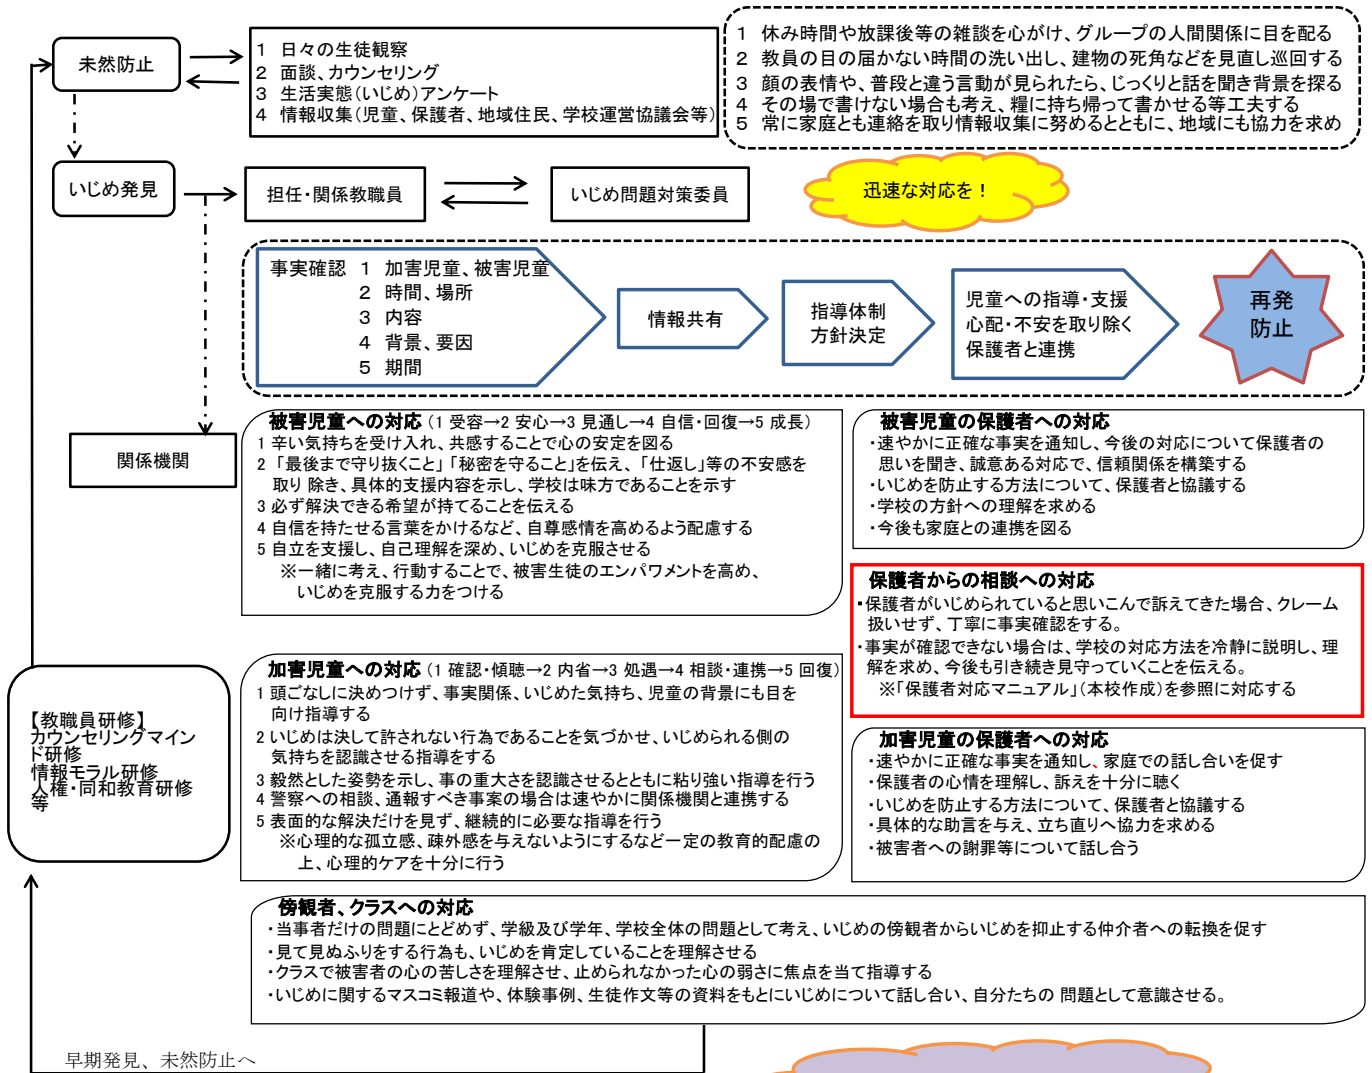 未然防止
1 日々の生徒観察
2 面談、カウンセリング
3 生活実態(いじめ)アンケート
4 情報収集(児童、保護者、地域住民、学校運営協議会等)
1 休み時間や放課後等の雑談を心がけ、グループの人間関係に目を配る
2 教員の目の届かない時間の洗い出し、建物の死角などを見直し巡回する
3 顔の表情や、普段と違う言動が見られたら、じっくりと話を聞き背景を探る
4 その場で書けない場合も考え、糧に持ち帰って書かせる等工夫する
5 常に家庭とも連絡を取り情報収集に努めるとともに、地域にも協力を求め
いじめ発見
担任・関係教職員
いじめ問題対策委員
迅速な対応を！
事実確認 1 加害児童、被害児童
2 時間、場所
3 内容
4 背景、要因
5 期間
情報共有
指導体制
方針決定
児童への指導・支援
心配・不安を取り除く
保護者と連携
再発
防止
関係機関
被害児童への対応(1 受容→2 安心→3 見通し→4 自信・回復→5 成長)
1 辛い気持ちを受け入れ、共感することで心の安定を図る
2 「最後まで守り抜くこと」「秘密を守ること」を伝え、「仕返し」等の不安感を
取り 除き、具体的支援内容を示し、学校は味方であることを示す
3 必ず解決できる希望が持てることを伝える
4 自信を持たせる言葉をかけるなど、自尊感情を高めるよう配慮する
5 自立を支援し、自己理解を深め、いじめを克服させる
※一緒に考え、行動することで、被害生徒のエンパワメントを高め、
いじめを克服する力をつける
被害児童の保護者への対応
・速やかに正確な事実を通知し、今後の対応について保護者の
思いを聞き、誠意ある対応で、信頼関係を構築する
・いじめを防止する方法について、保護者と協議する
・学校の方針への理解を求める
・今後も家庭との連携を図る
保護者からの相談への対応
・保護者がいじめられていると思いこんで訴えてきた場合、クレーム
扱いせず、丁寧に事実確認をする。
・事実が確認できない場合は、学校の対応方法を冷静に説明し、理
解を求め、今後も引き続き見守っていくことを伝える。
※「保護者対応マニュアル」(本校作成)を参照に対応する
加害児童への対応(1 確認・傾聴→2 内省→3 処遇→4 相談・連携→5 回復)
1 頭ごなしに決めつけず、事実関係、いじめた気持ち、児童の背景にも目を
向け指導する
2 いじめは決して許されない行為であることを気づかせ、いじめられる側の
気持ちを認識させる指導をする
3 毅然とした姿勢を示し、事の重大さを認識させるとともに粘り強い指導を行う
4 警察への相談、通報すべき事案の場合は速やかに関係機関と連携する
5 表面的な解決だけを見ず、継続的に必要な指導を行う
※心理的な孤立感、疎外感を与えないようにするなど一定の教育的配慮の
上、心理的ケアを十分に行う
加害児童の保護者への対応
・速やかに正確な事実を通知し、家庭での話し合いを促す
・保護者の心情を理解し、訴えを十分に聴く
・いじめを防止する方法について、保護者と協議する
・具体的な助言を与え、立ち直りへ協力を求める
・被害者への謝罪等について話し合う
【教職員研修】
カウンセリングマイン
ド研修
情報モラル研修
人権・同和教育研修
等
傍観者、クラスへの対応
・当事者だけの問題にとどめず、学級及び学年、学校全体の問題として考え、いじめの傍観者からいじめを抑止する仲介者への転換を促す
・見て見ぬふりをする行為も、いじめを肯定していることを理解させる
・クラスで被害者の心の苦しさを理解させ、止められなかった心の弱さに焦点を当て指導する
・いじめに関するマスコミ報道や、体験事例、生徒作文等の資料をもとにいじめについて話し合い、自分たちの 問題として意識させる。
早期発見、未然防止へ